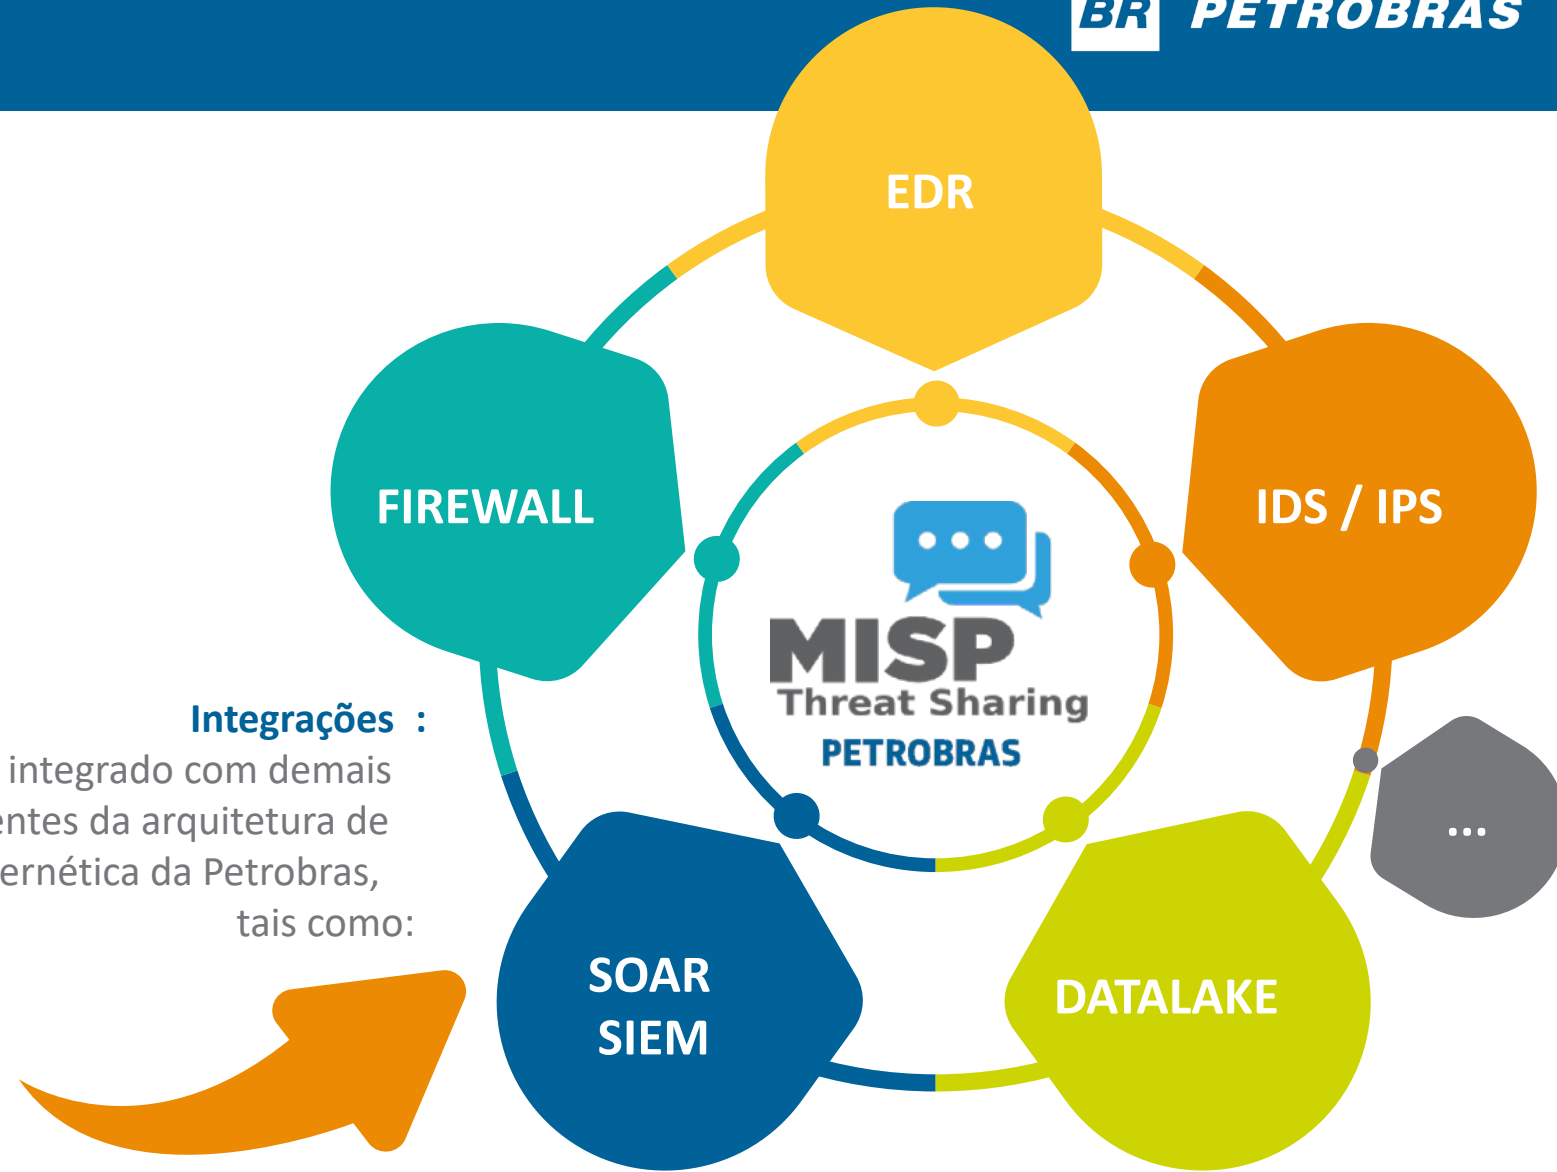 BR PETROBRAS
EDR
FIREWALL
IDS / IPS
MISP
Threat Sharing
PETROBRAS
Integrações :
integrado com demais
entes da arquitetura de
ernética da Petrobras,
tais como:
...
SOAR
SIEM
DATALAKE